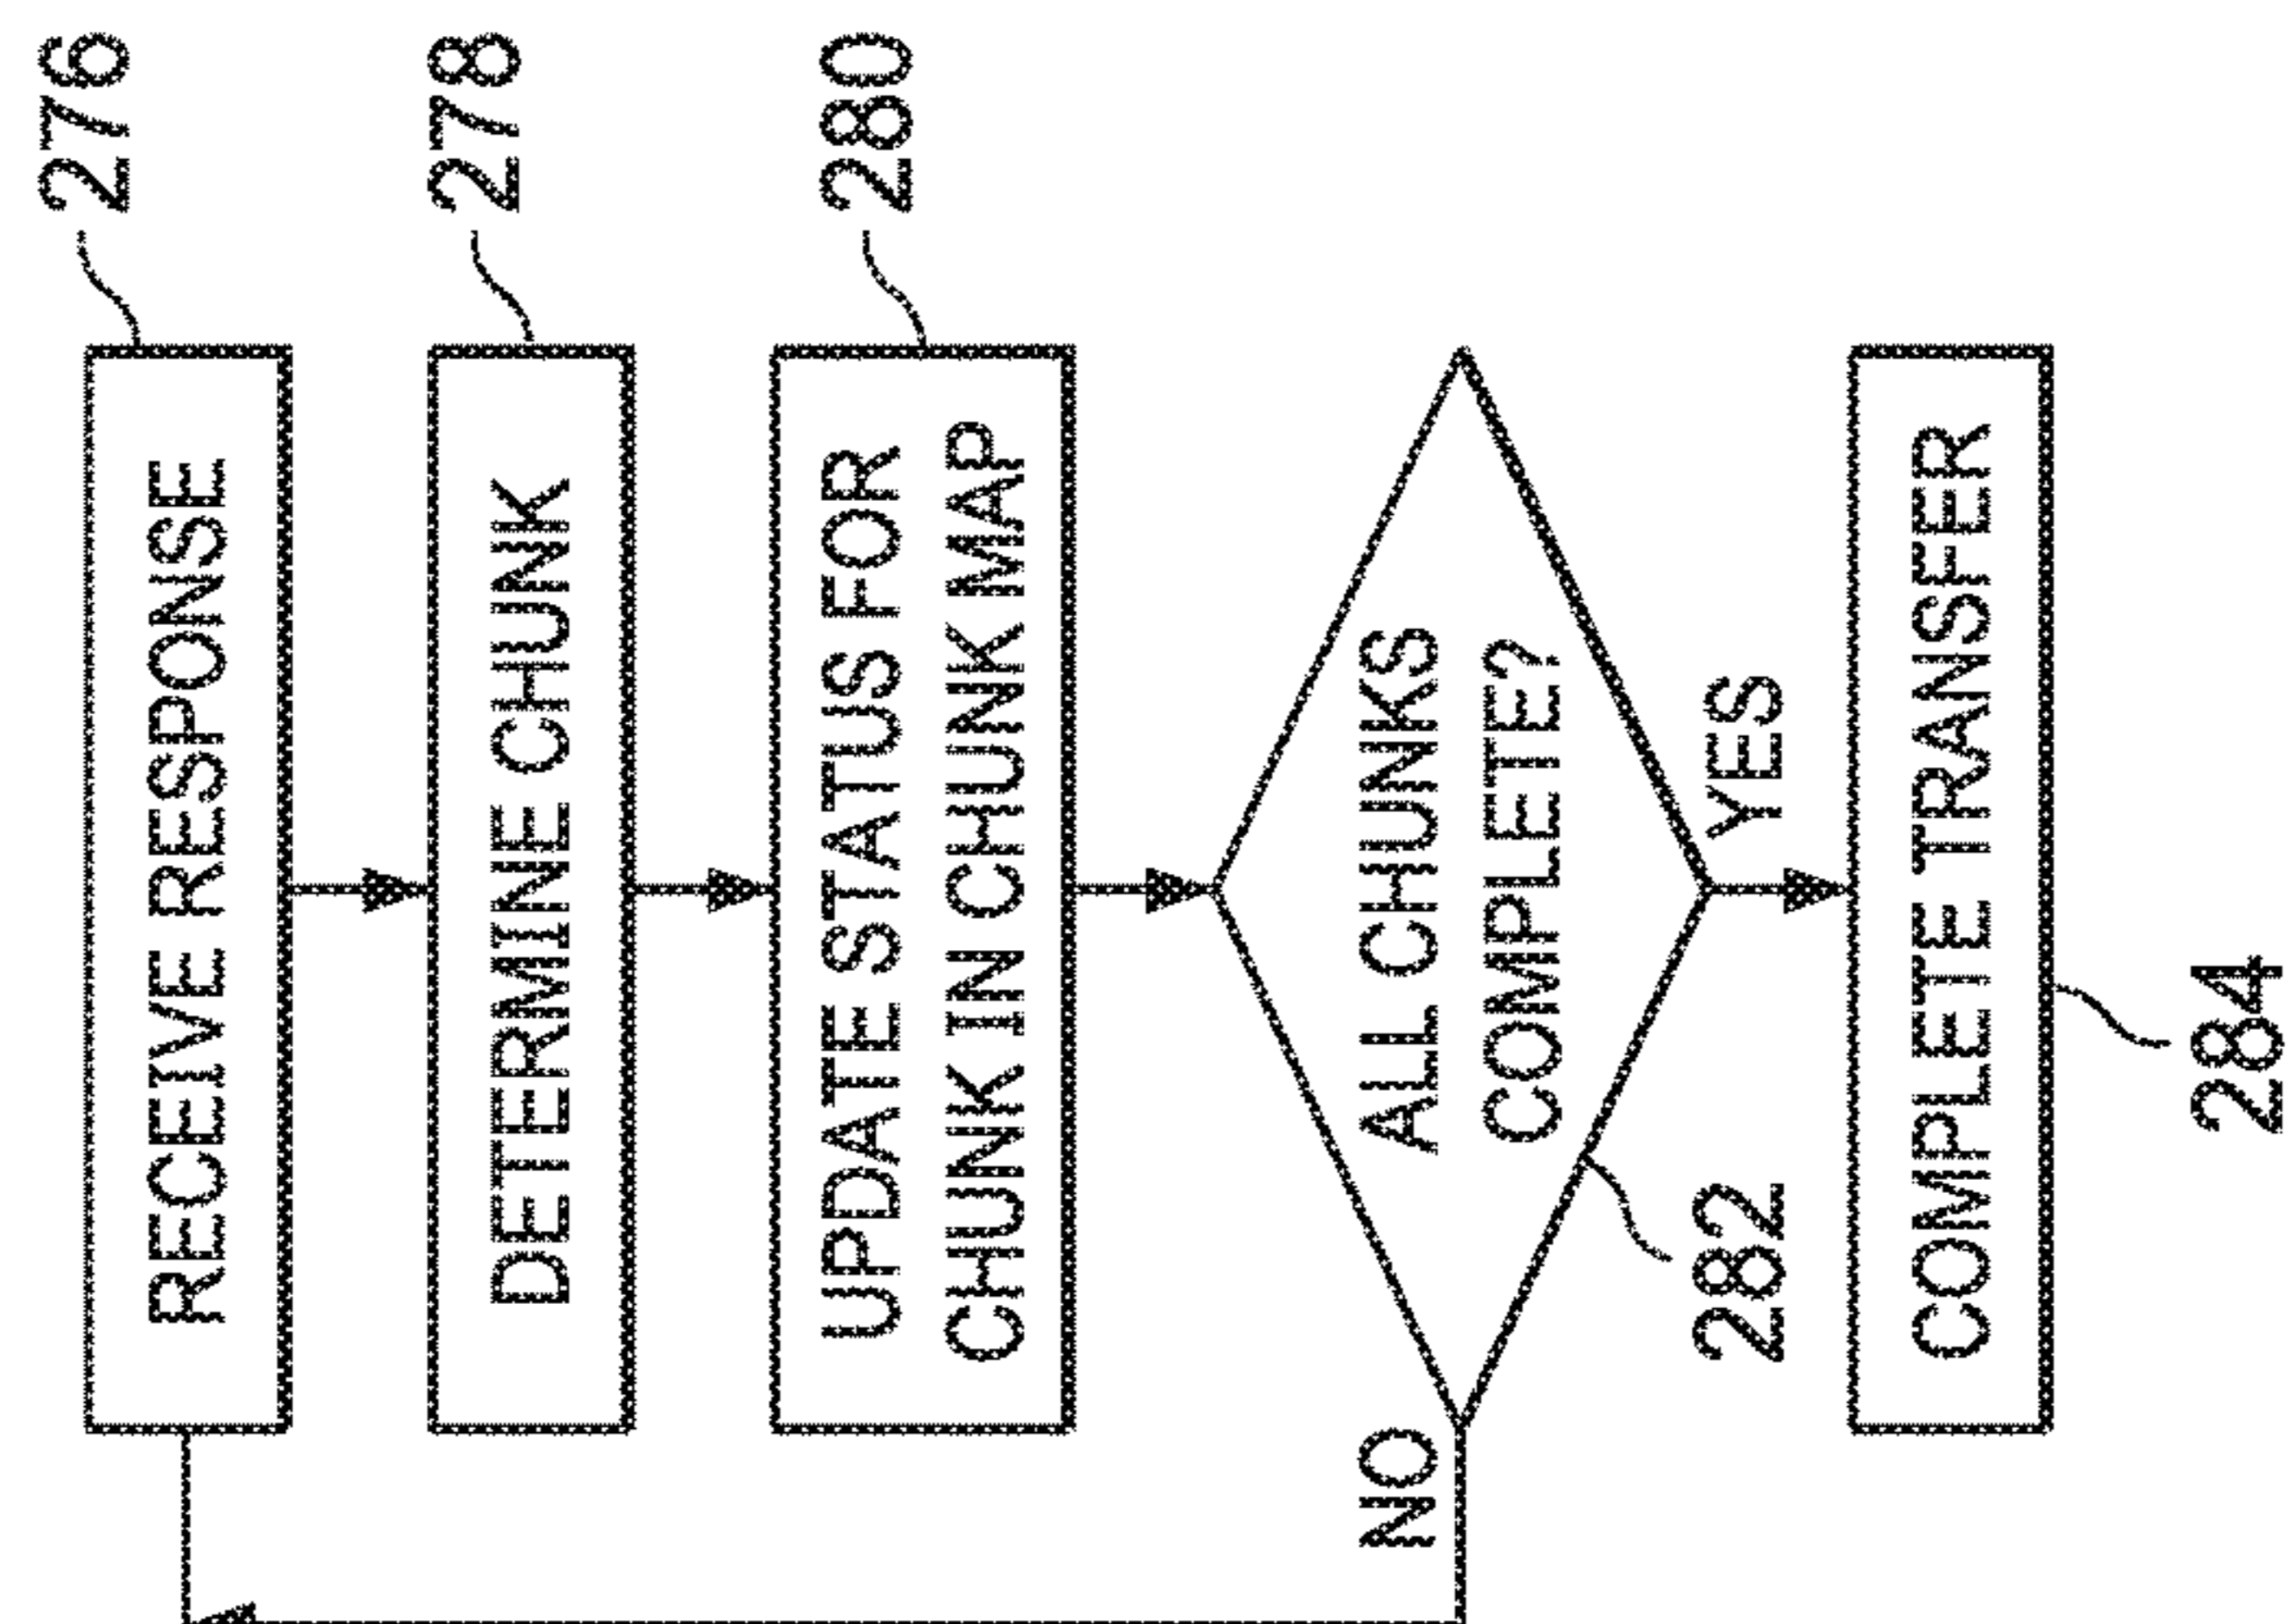 276
RECEIVE RESPONSE
278
DETERMINE CHUNK
280
UPDATE STATUS FOR
CHUNK IN CHUNK MAP
ALL CHUNKS
COMPLETE?
NO
YES
282
COMPLETE TRANSFER
284